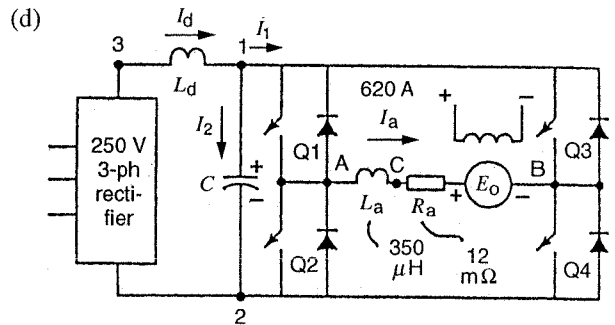 (d)
3
I_d
1
I_1
L_d
620 A
I_a
+
–
I_2
250 V
3-ph
recti-
fier
C
+
–
Q1
A
C
L_a
R_a
+
E_o
–
B
Q3
Q2
350
μH
12
mΩ
Q4
2